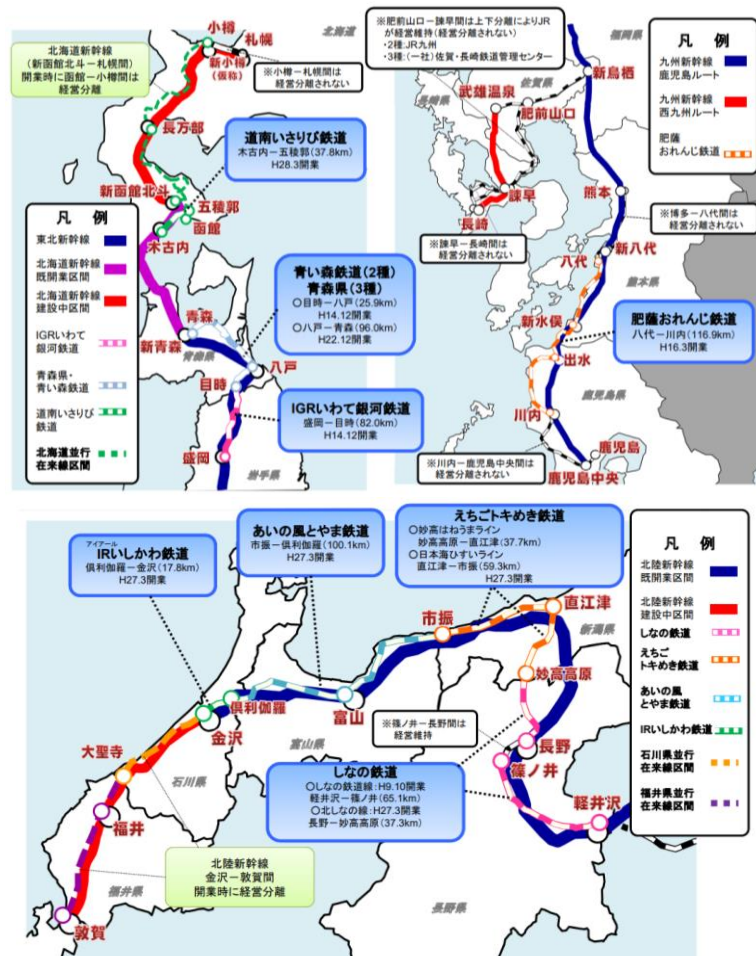 小樽
札幌
北海道
新小樽
(仮称)
北海道新幹線
(新函館北斗−札幌間)
開業時に函館−小樽間は
経営分離
※小樽−札幌間は
経営分離されない
長万部
道南いさりび鉄道
木古内−五稜郭(37.8km)
H28.3開業
新函館北斗
五稜郭
函館
木古内
凡 例
東北新幹線
北海道新幹線
既開業区間
北海道新幹線
建設中区間
IGRいわて
銀河鉄道
青森県・
青い森鉄道
道南いさりび
鉄道
北海道並行
在来線区間
青い森鉄道(2種)
青森県(3種)
○目時−八戸(25.9km)
H14.12開業
○八戸−青森(96.0km)
H22.12開業
青森
新青森
青森県
八戸
目時
IGRいわて銀河鉄道
盛岡−目時(82.0km)
H14.12開業
盛岡
岩手県
※肥前山口−諫早間は上下分離によりJR
が経営維持(経営分離されない)
・2種:JR九州
・3種:(一社)佐賀・長崎鉄道管理センター
福岡県
新鳥栖
佐賀県
武雄温泉
長崎県
肥前山口
凡 例
九州新幹線
鹿児島ルート
九州新幹線
西九州ルート
肥薩
おれんじ鉄道
諫早
長崎
熊本
※博多−八代間は
経営分離されない
※諫早−長崎間は
経営分離されない
八代
新八代
熊本県
新水俣
肥薩おれんじ鉄道
八代−川内(116.9km)
H16.3開業
出水
鹿児島県
川内
※川内−鹿児島中央間は
経営分離されない
鹿児島
鹿児島中央
アイアール
IRいしかわ鉄道
倶利伽羅−金沢(17.8km)
H27.3開業
あいの風とやま鉄道
市振−倶利伽羅(100.1km)
H27.3開業
えちごトキめき鉄道
○妙高はねうまライン
妙高高原−直江津(37.7km)
○日本海ひすいライン
直江津−市振(59.3km)
H27.3開業
凡 例
北陸新幹線
既開業区間
北陸新幹線
建設中区間
しなの鉄道
えちご
トキめき鉄道
あいの風
とやま鉄道
IRいしかわ鉄道
石川県並行
在来線区間
福井県並行
在来線区間
市振
直江津
新潟県
妙高高原
倶利伽羅
富山
金沢
富山県
※篠ノ井−長野間は
経営維持
長野
篠ノ井
大聖寺
石川県
しなの鉄道
○しなの鉄道線:H9.10開業
軽井沢−篠ノ井(65.1km)
○北しなの線:H27.3開業
長野−妙高高原(37.3km)
軽井沢
福井
北陸新幹線
金沢−敦賀間
開業時に経営分離
福井県
敦賀
長野県